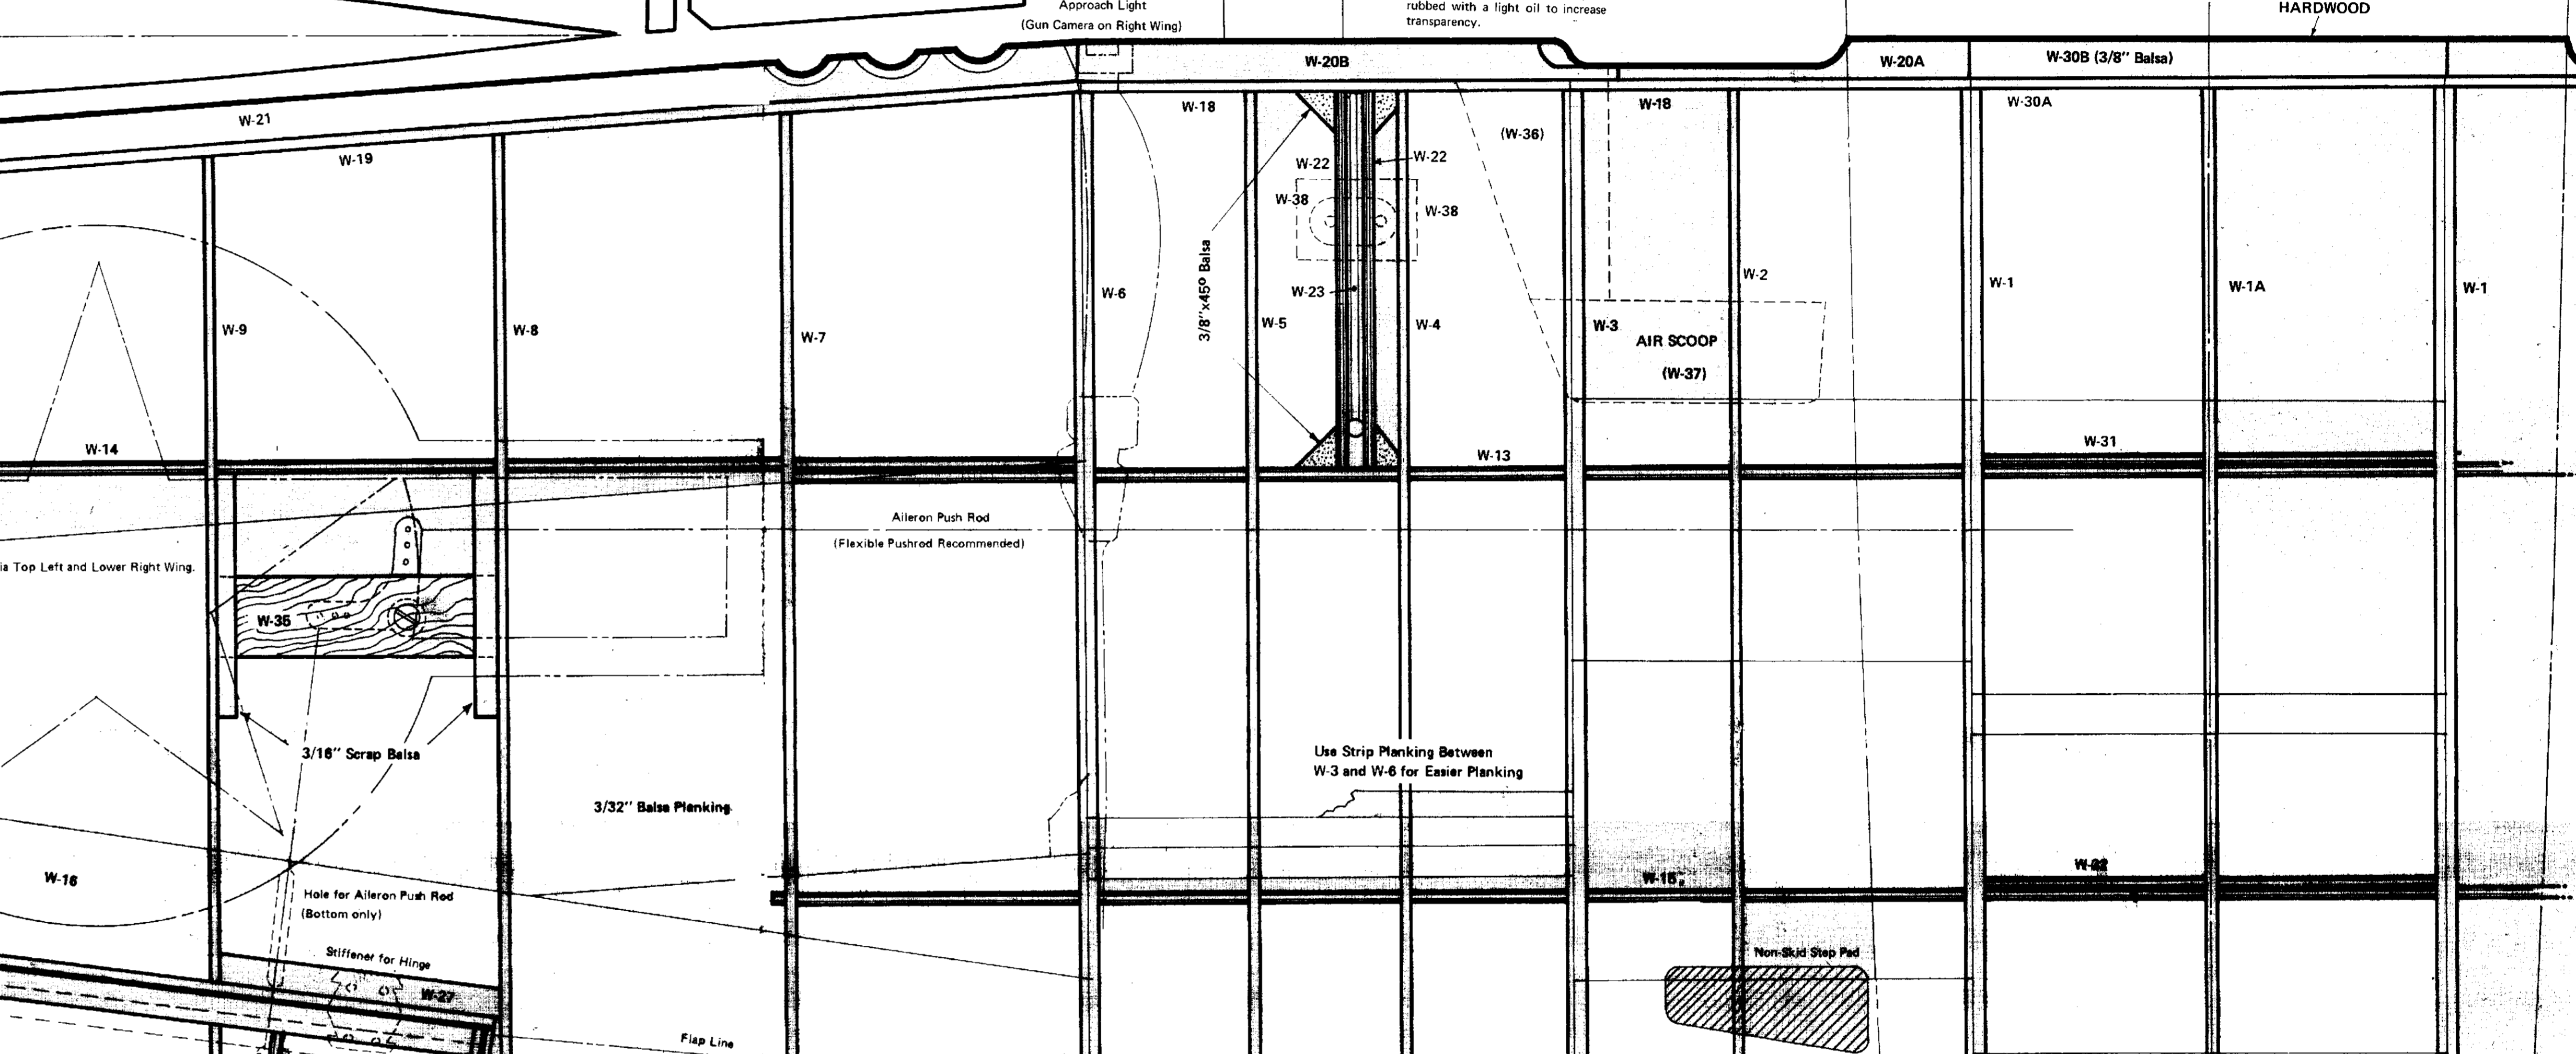 Approach Light
(Gun Camera on Right Wing)
rubbed with a light oil to increase
transparency.
HARDWOOD
W-20B
W-20A
W-30B (3/8" Balsa)
W-21
W-19
W-18
W-18
W-30A
(W-36)
W-22
W-22
W-38
W-38
3/8"x45º Balsa
W-23
W-9
W-8
W-7
W-6
W-5
W-4
W-3
W-2
W-1
W-1A
W-1
AIR SCOOP
(W-37)
W-14
W-13
W-31
Aileron Push Rod
(Flexible Pushrod Recommended)
ia Top Left and Lower Right Wing.
W-35
3/16" Scrap Balsa
Use Strip Planking Between
W-3 and W-6 for Easier Planking
3/32" Balsa Planking
W-16
W-15
Hole for Aileron Push Rod
(Bottom only)
Stiffener for Hinge
W-27
Non-Skid Step Pad
Flap Line